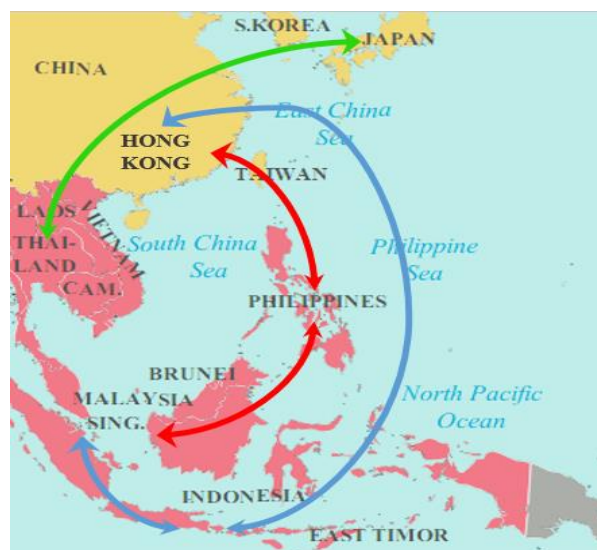 S.KOREA
JAPAN
CHINA
East China
Sea
HONG
KONG
TAIWAN
LAOS
VIETNAM
THAI-
LAND
South China
Sea
Philippine
Sea
CAM.
PHILIPPINES
BRUNEI
MALAYSIA
SING.
North Pacific
Ocean
INDONESIA
EAST TIMOR